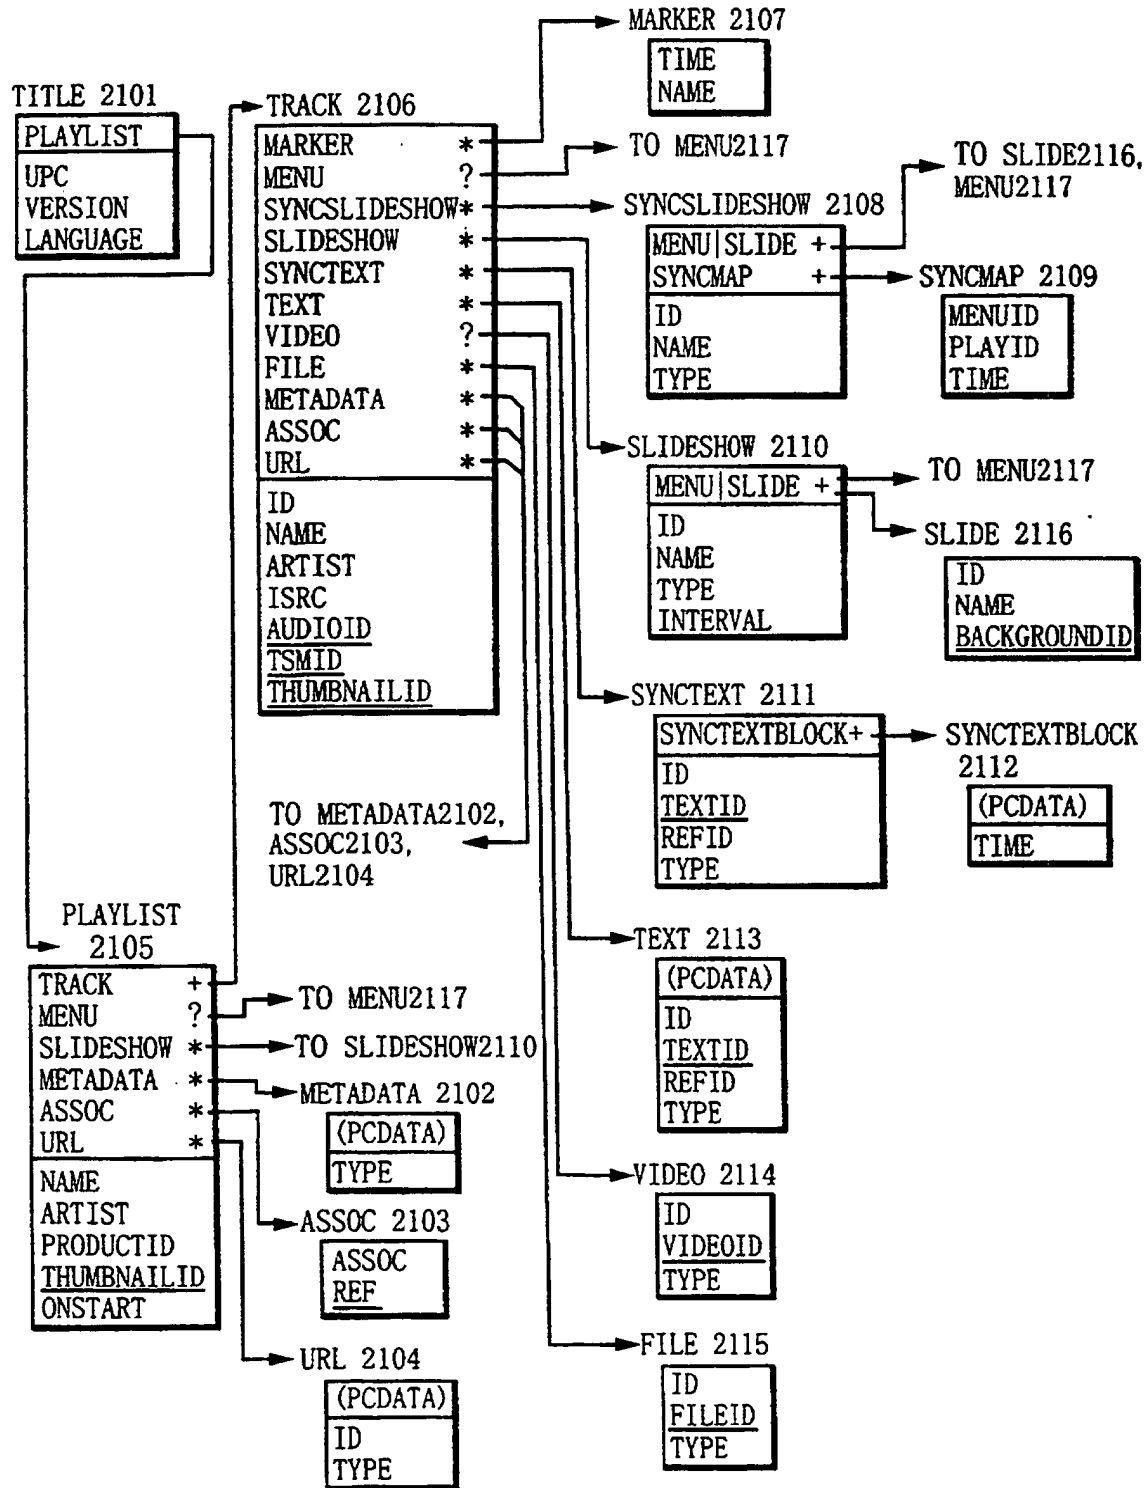 TITLE 2101
PLAYLIST
UPC
VERSION
LANGUAGE
TRACK 2106
MARKER *
MENU ?
SYNCSLIDESHOW*
SLIDESHOW *
SYNCTEXT *
TEXT *
VIDEO ?
FILE *
METADATA *
ASSOC *
URL *
ID
NAME
ARTIST
ISRC
AUDIOID
TSMID
THUMBNAILID
TO METADATA2102,
ASSOC2103,
URL2104
PLAYLIST
2105
TRACK +
MENU ?
SLIDESHOW *
METADATA *
ASSOC *
URL *
NAME
ARTIST
PRODUCTID
THUMBNAILID
ONSTART
TO MENU2117
TO SLIDESHOW2110
METADATA 2102
(PCDATA)
TYPE
ASSOC 2103
ASSOC
REF
URL 2104
(PCDATA)
ID
TYPE
MARKER 2107
TIME
NAME
TO MENU2117
SYNCSLIDESHOW 2108
MENU|SLIDE +
SYNCMAP +
ID
NAME
TYPE
TO SLIDE2116,
MENU2117
SYNCMAP 2109
MENUID
PLAYID
TIME
SLIDESHOW 2110
MENU|SLIDE +
ID
NAME
TYPE
INTERVAL
TO MENU2117
SLIDE 2116
ID
NAME
BACKGROUNDID
SYNCTEXT 2111
SYNCTEXTBLOCK+
ID
TEXTID
REFID
TYPE
SYNCTEXTBLOCK
2112
(PCDATA)
TIME
TEXT 2113
(PCDATA)
ID
TEXTID
REFID
TYPE
VIDEO 2114
ID
VIDEOID
TYPE
FILE 2115
ID
FILEID
TYPE